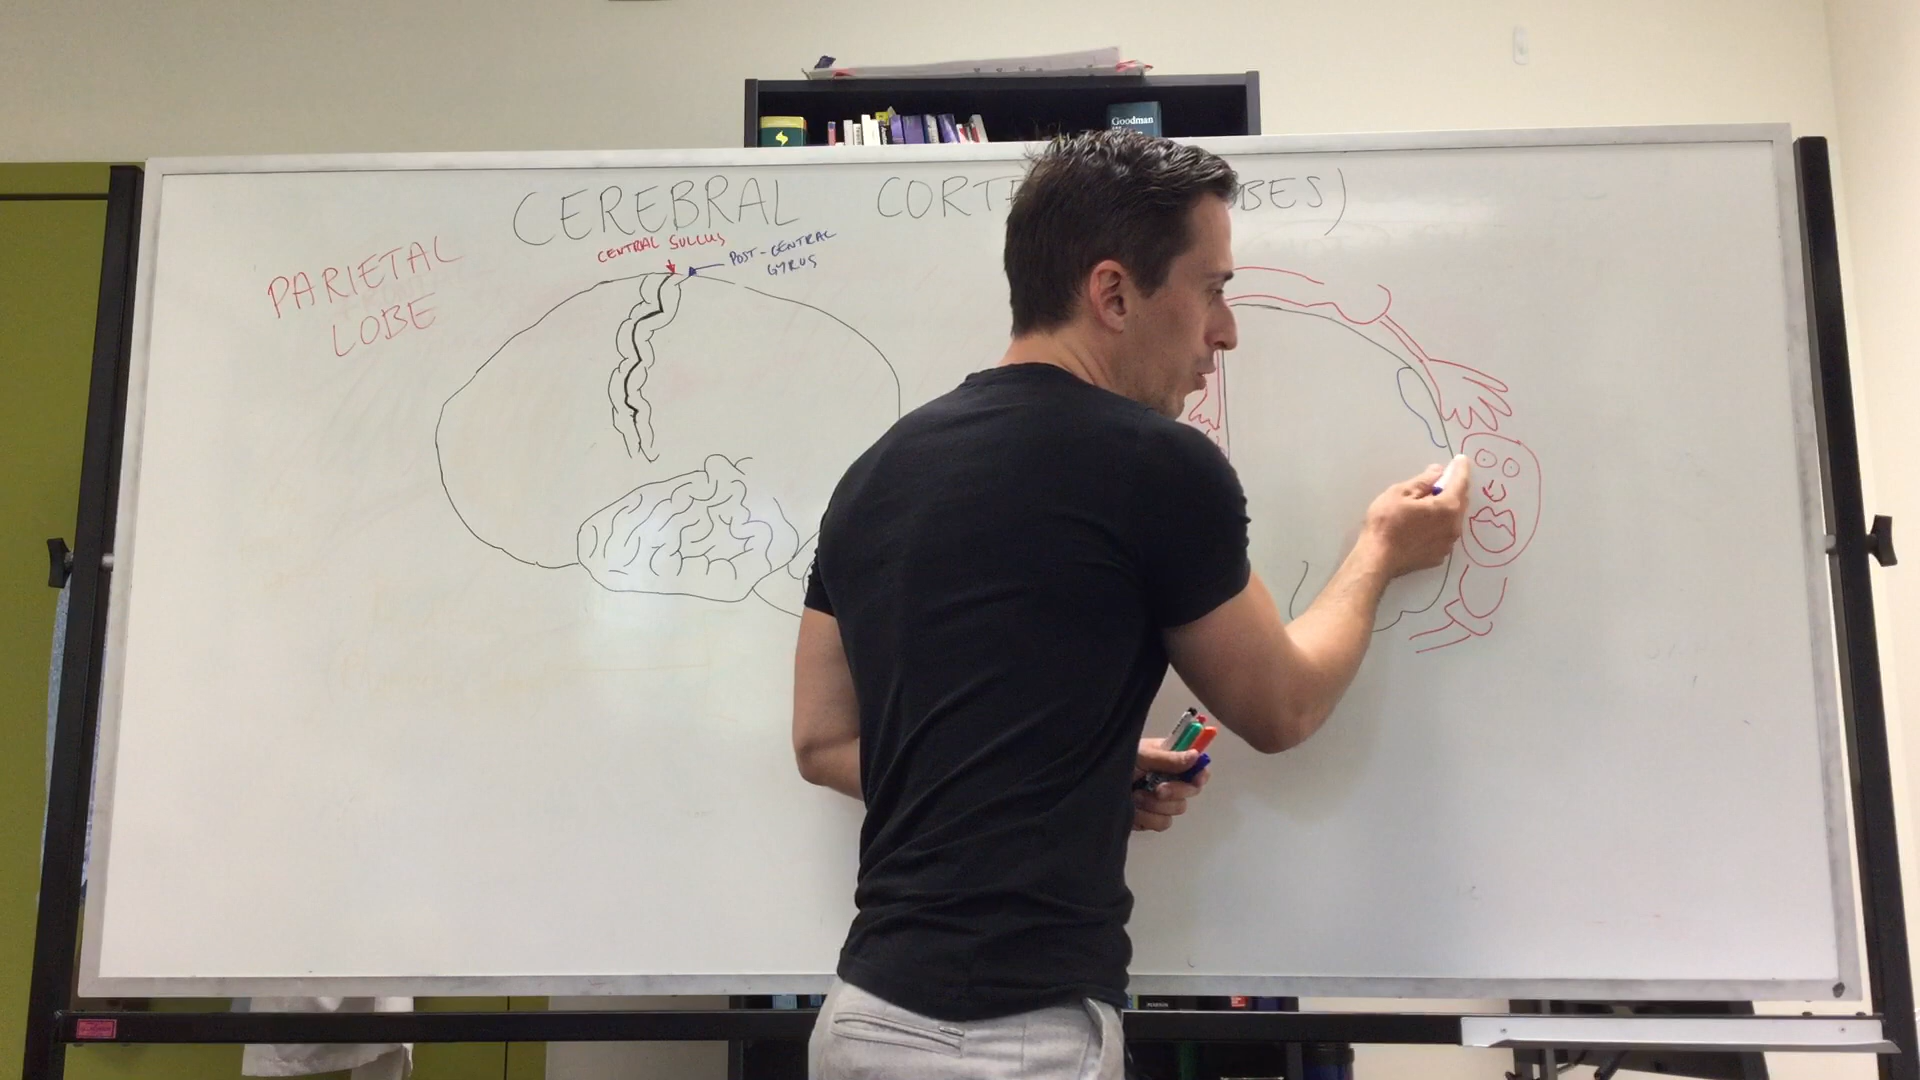 Goodman
CEREBRAL CORT BES)
PARIETAL
LOBE
CENTRAL SULCUS
POST-CENTRAL
GYRUS